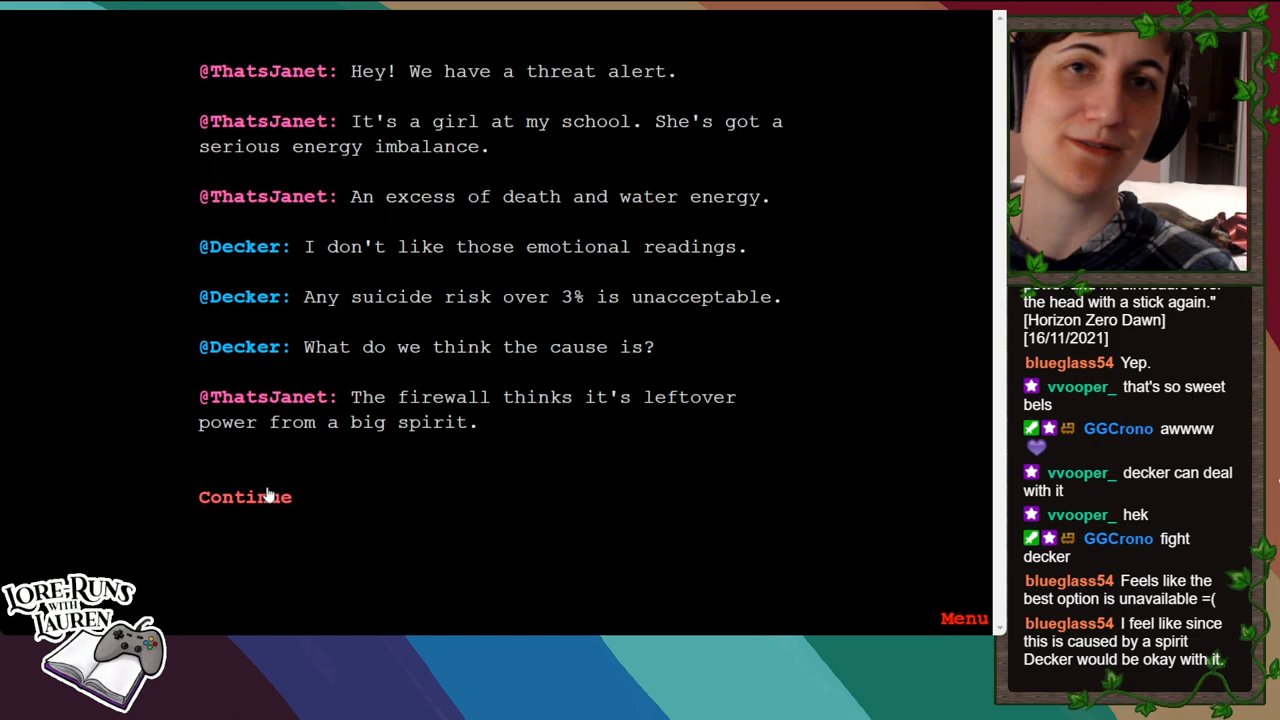 @ThatsJanet: Hey! We have a threat alert.
@ThatsJanet: It's a girl at my school. She's got a
serious energy imbalance.
@ThatsJanet: An excess of death and water energy.
@Decker: I don't like those emotional readings.
@Decker: Any suicide risk over 3% is unacceptable.
@Decker: What do we think the cause is?
@ThatsJanet: The firewall thinks it's leftover
power from a big spirit.
Continue
Menu
LORE-RUNS
WITH
LAUREN
the head with a stick again."
[Horizon Zero Dawn]
[16/11/2021]
blueglass54 Yep.
vvooper_ that's so sweet
bels
GGCrono awwww
vvooper_ decker can deal
with it
vvooper_ hek
GGCrono fight
decker
blueglass54 Feels like the
best option is unavailable =(
blueglass54 I feel like since
this is caused by a spirit
Decker would be okay with it.